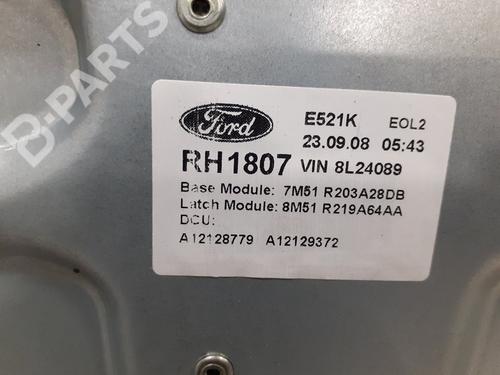 B-PARTS
Ford E521K EOL2
23.09.08 05:43
RH1807 VIN 8L24089
Base Module: 7M51 R203A28DB
Latch Module: 8M51 R219A64AA
DCU:
A12128779 A12129372